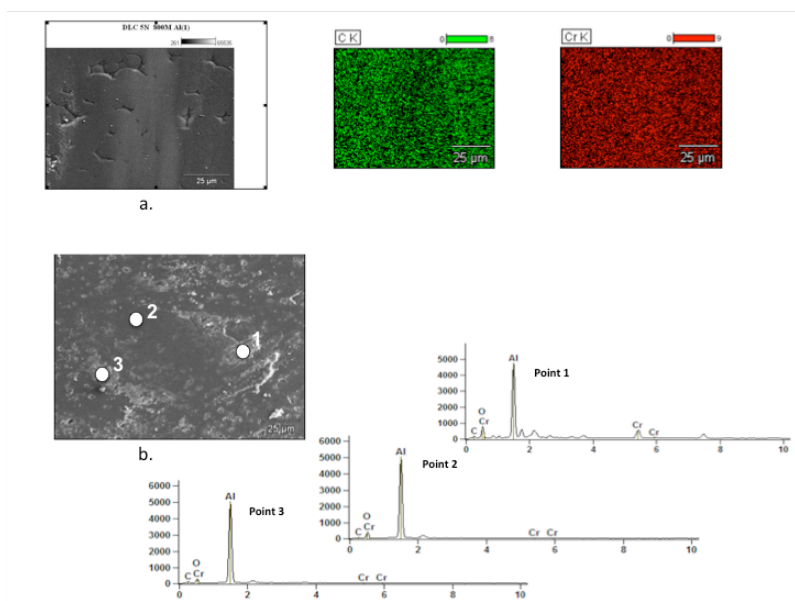 DLC 5N 800M Al(1)
C K
0 8
Cr K
0 9
25 µm
25 µm
25 µm
a.
2
1
3
25 µm
b.
5000
4000
3000
2000
1000
0
Al
Point 1
O
C Cr
Cr Cr
0 2 4 6 8 10
6000
5000
4000
3000
2000
1000
0
Al
Point 2
O
C Cr
Cr Cr
0 2 4 6 8 10
6000
5000
4000
3000
2000
1000
0
Al
Point 3
O
C Cr
Cr Cr
0 2 4 6 8 10